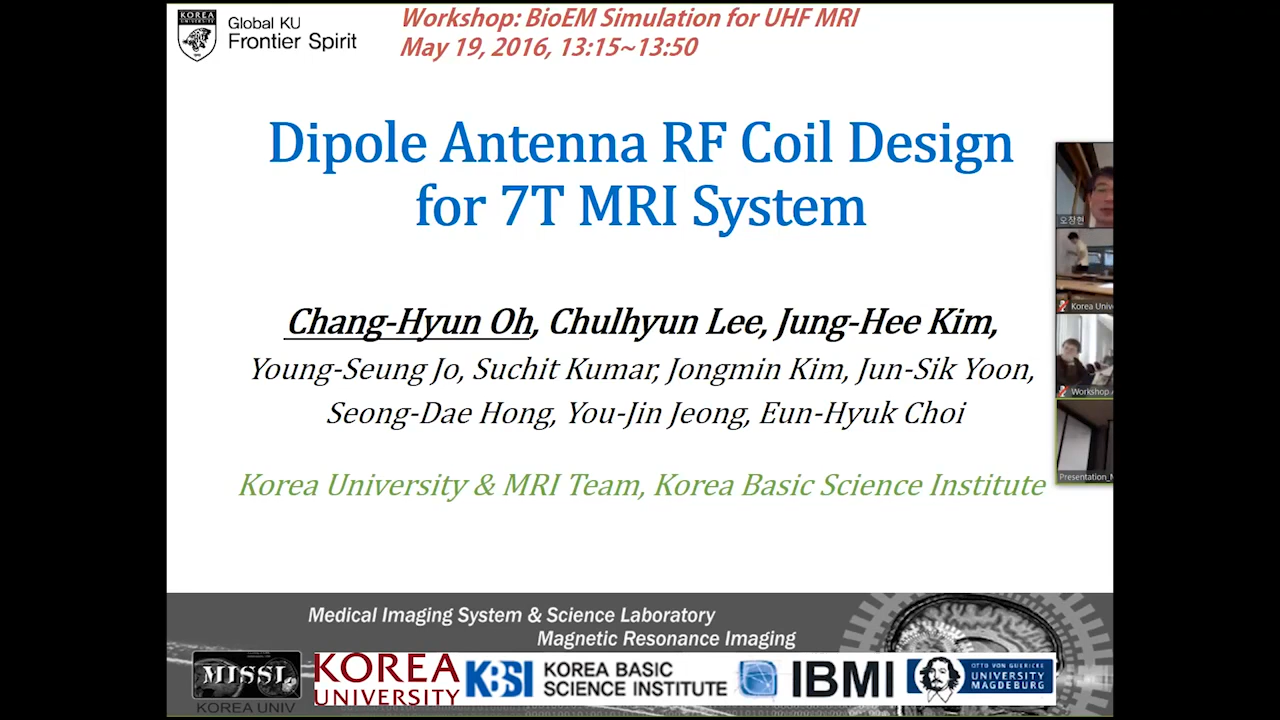 KOREA
UNIVERSITY
Global KU
Frontier Spirit
Workshop: BioEM Simulation for UHF MRI
May 19, 2016, 13:15~13:50
Dipole Antenna RF Coil Design
for 7T MRI System
Chang-Hyun Oh, Chulhyun Lee, Jung-Hee Kim,
Young-Seung Jo, Suchit Kumar, Jongmin Kim, Jun-Sik Yoon,
Seong-Dae Hong, You-Jin Jeong, Eun-Hyuk Choi
Korea University & MRI Team, Korea Basic Science Institute
오창현
Korea Univ
Workshop
Presentation_
Medical Imaging System & Science Laboratory
Magnetic Resonance Imaging
MISSL
KOREA UNIV
KOREA
UNIVERSITY
KBSI
KOREA BASIC
SCIENCE INSTITUTE
IBMI
OTTO VON GUERICKE
UNIVERSITY
MAGDEBURG